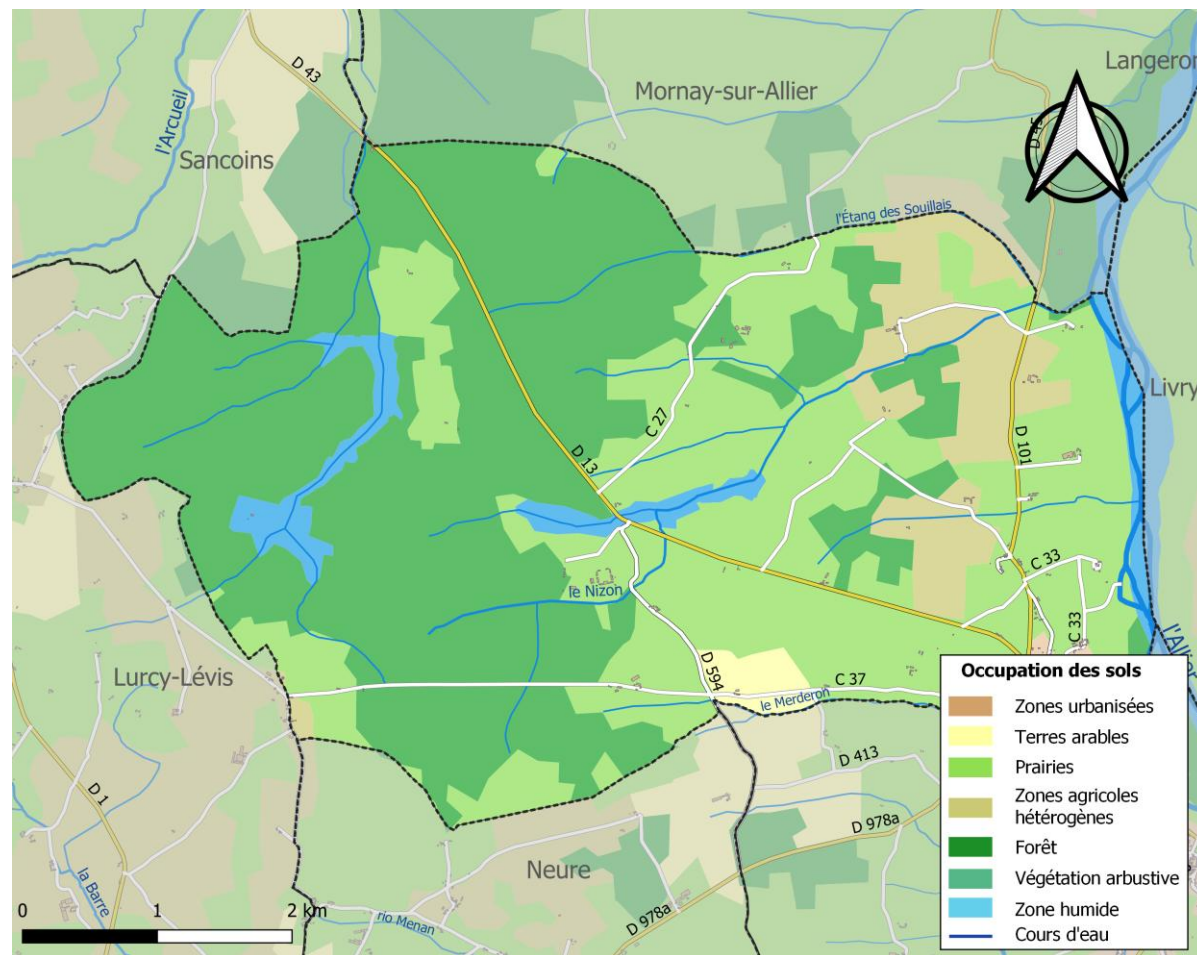 Langeron
D 43
Mornay-sur-Allier
l'Arcueil
D 45
Sancoins
l'Étang des Souillais
Livry
C 27
D 101
D 13
C 33
le Nizon
C 33
l'Allier
D 594
Lurcy-Lévis
C 37
le Merderon
D 413
D 1
D 978a
Neure
la Barre
D 978a
rio Menan
0 1 2 km
Occupation des sols
Zones urbanisées
Terres arables
Prairies
Zones agricoles
hétérogènes
Forêt
Végétation arbustive
Zone humide
Cours d'eau